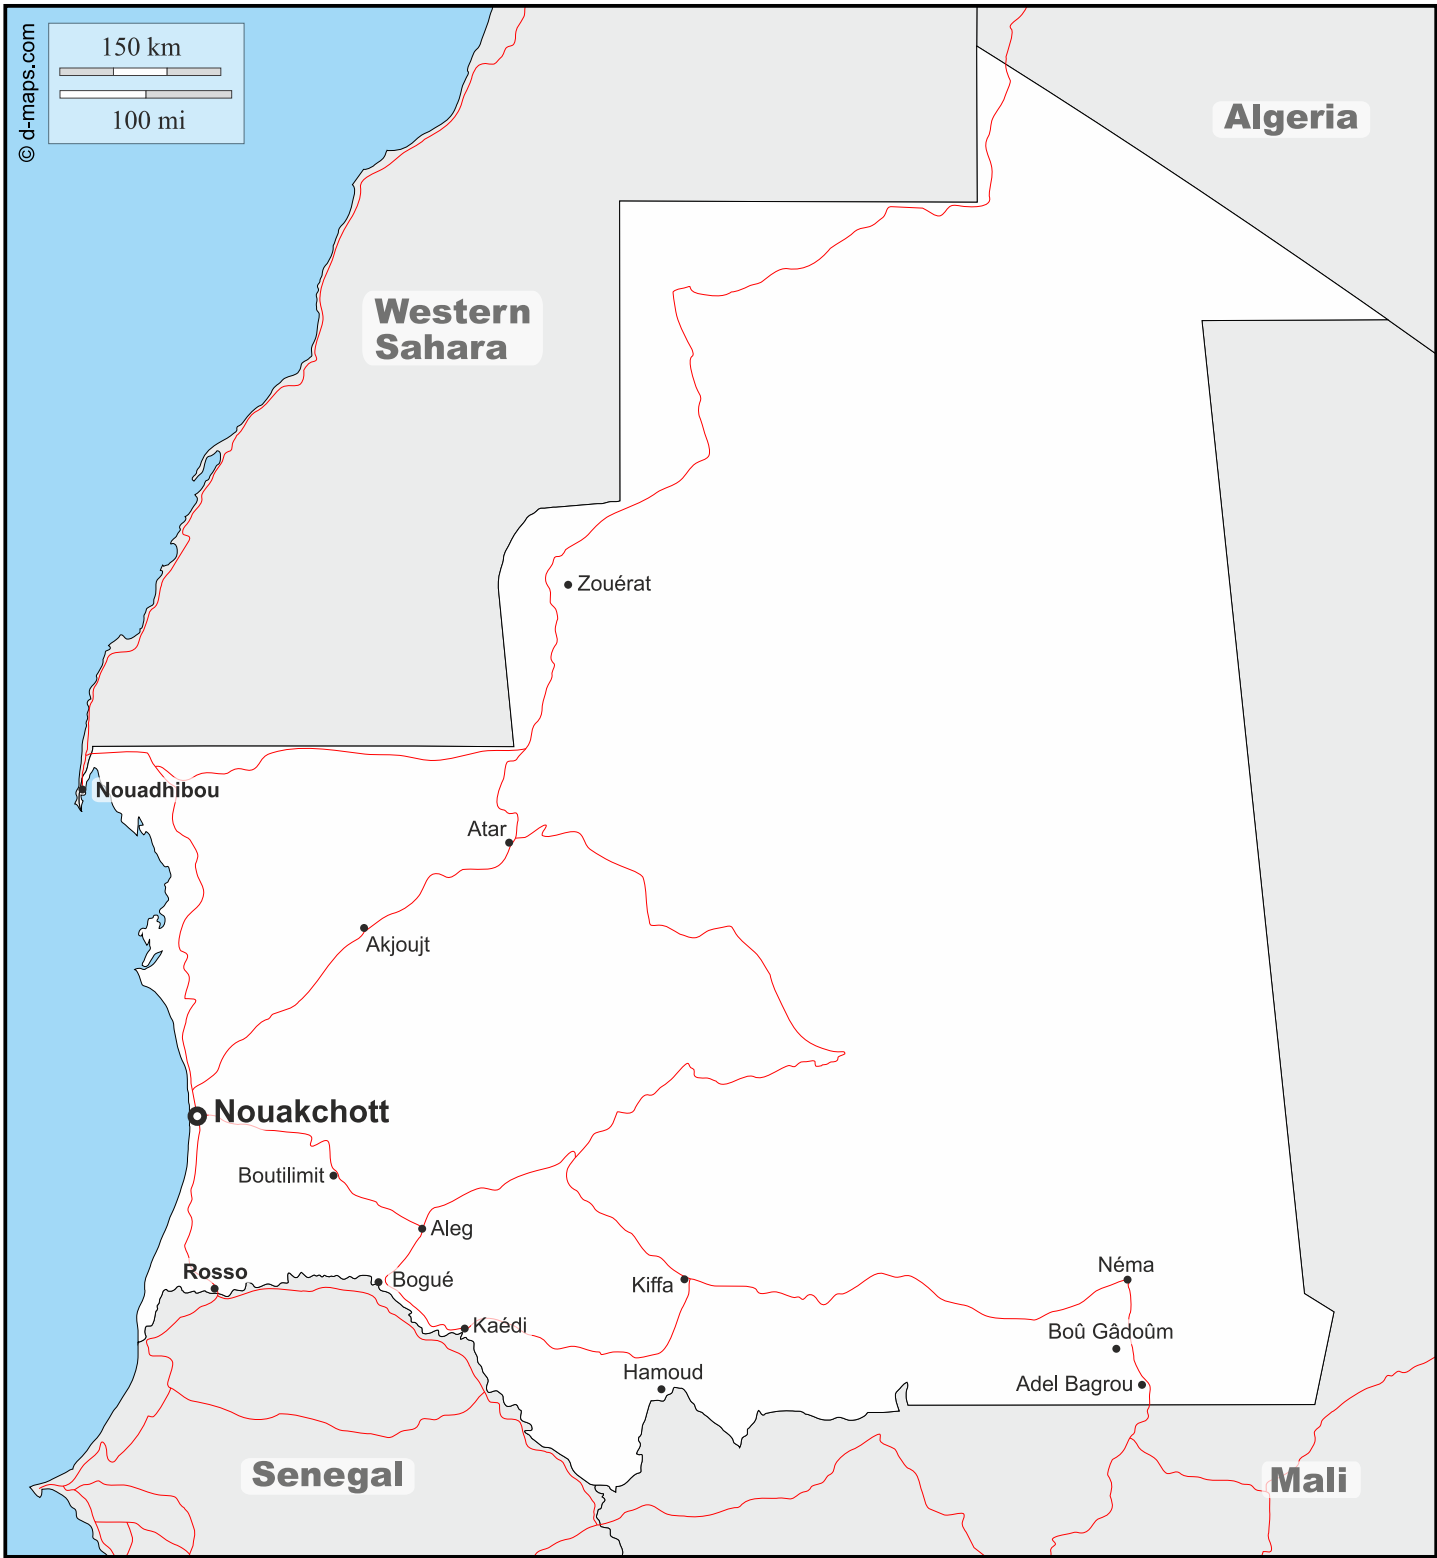 © d-maps.com
150 km
100 mi
Algeria
Western
Sahara
Zouérat
Nouadhibou
Atar
Akjoujt
Nouakchott
Boutilimit
Aleg
Rosso
Bogué
Kiffa
Néma
Kaédi
Boû Gâdoûm
Hamoud
Adel Bagrou
Senegal
Mali